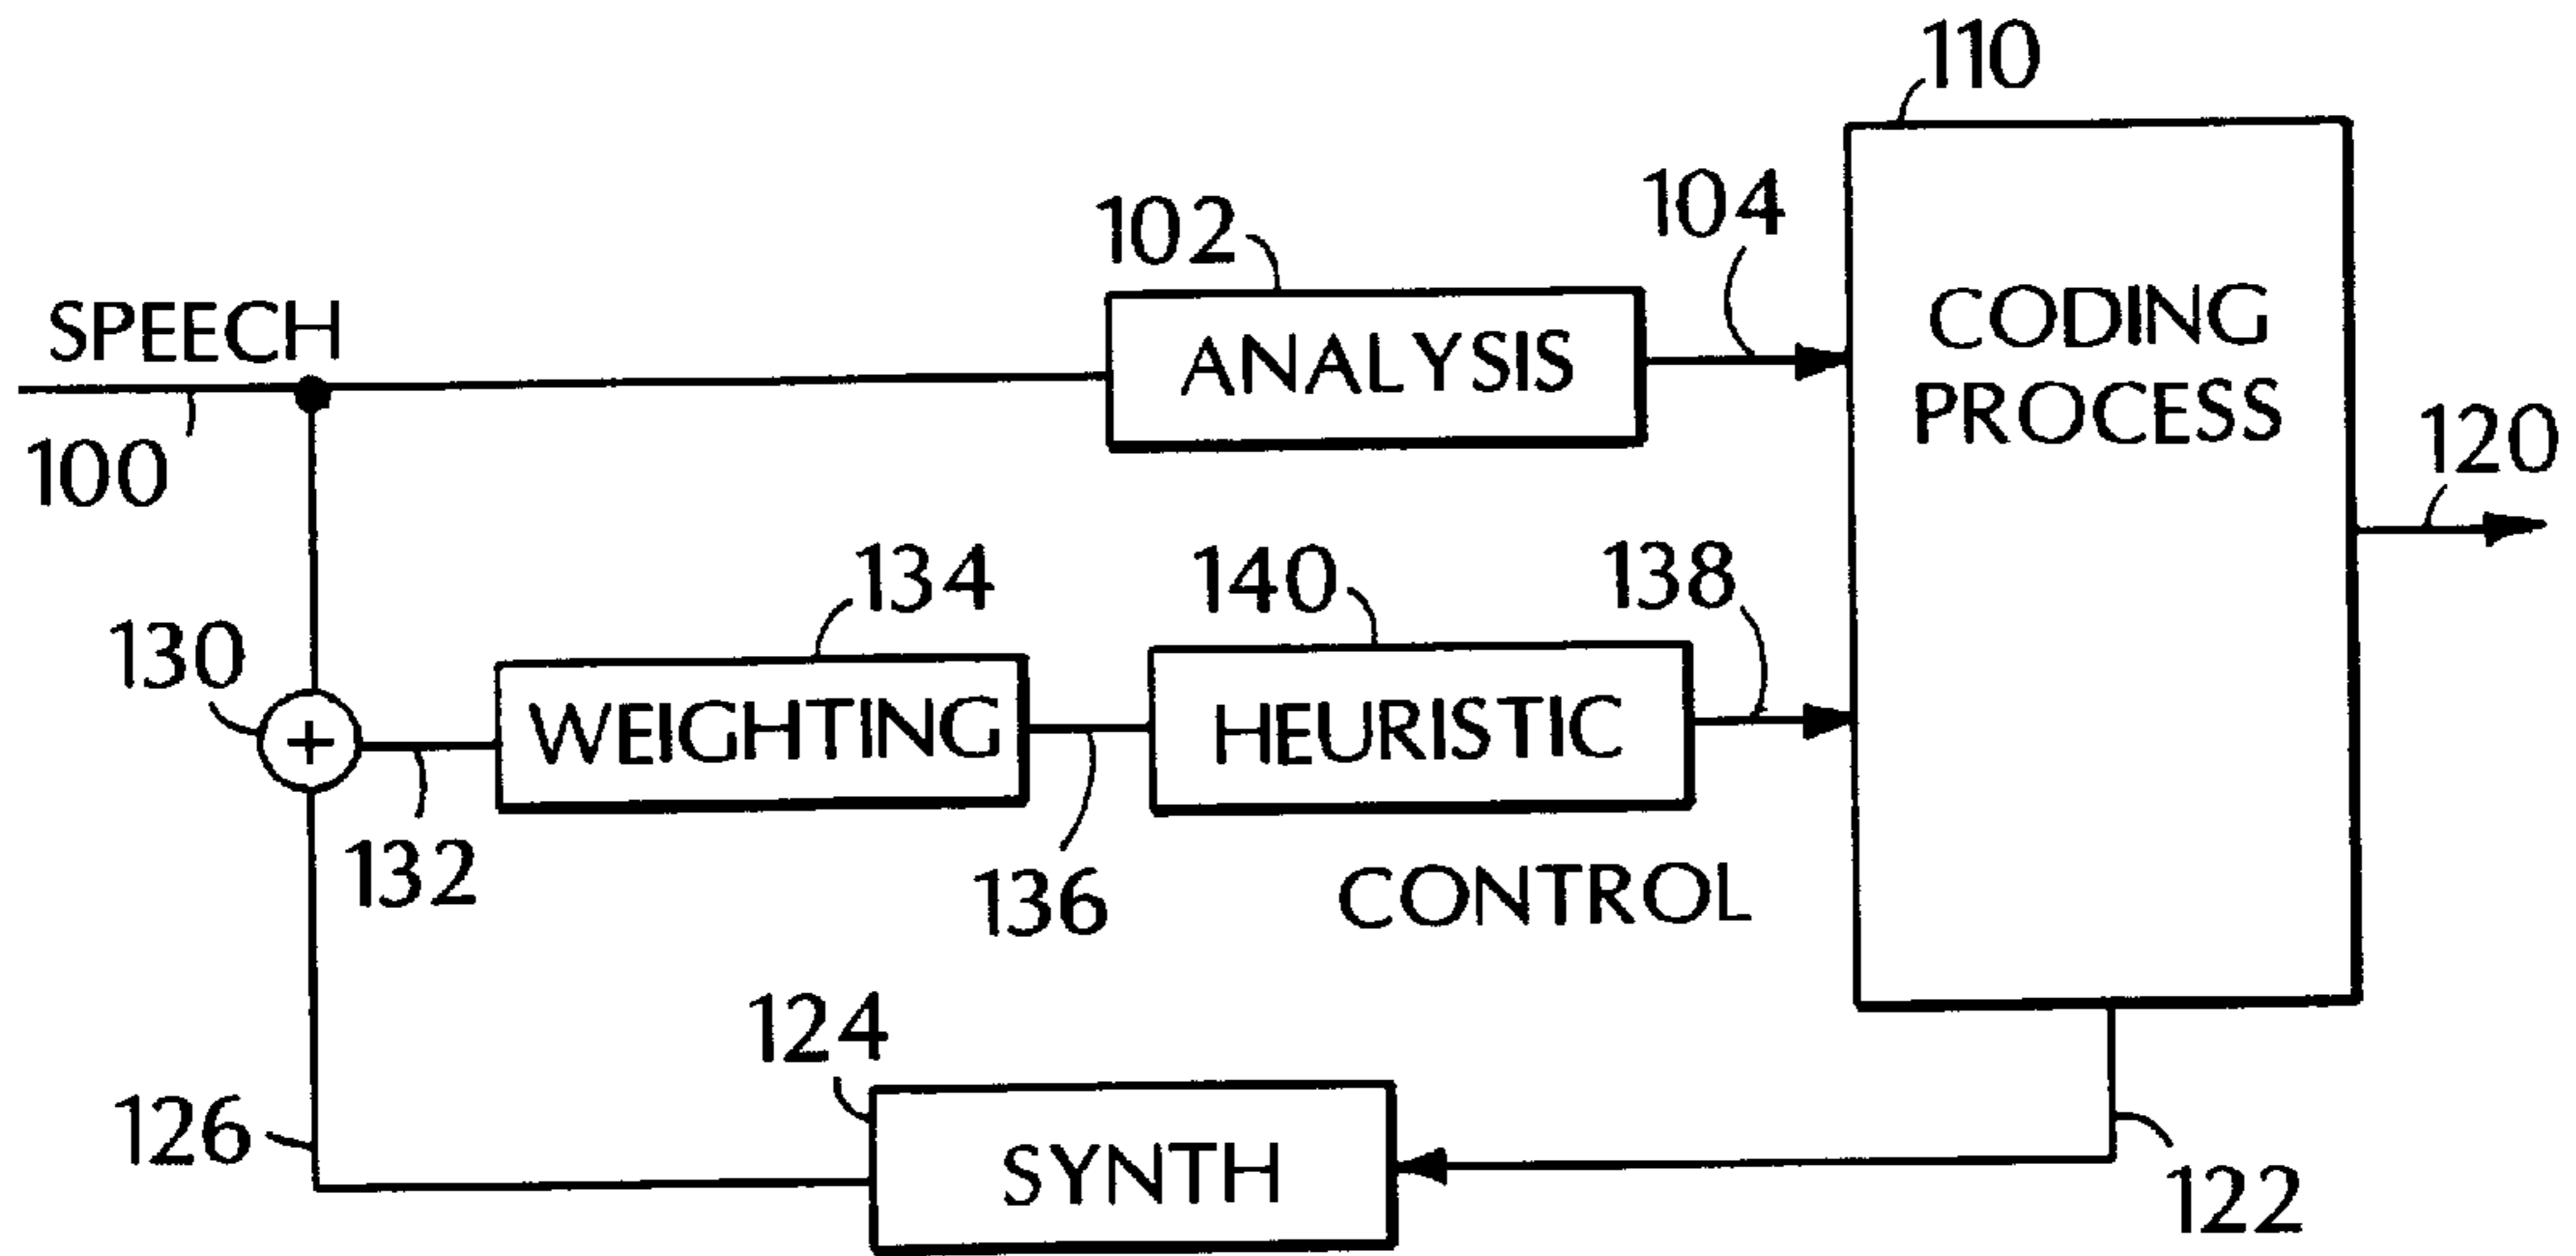 110
102
104
SPEECH
ANALYSIS
CODING
PROCESS
100
120
134
140
138
130
+
WEIGHTING
HEURISTIC
132
136
CONTROL
124
126
SYNTH
122